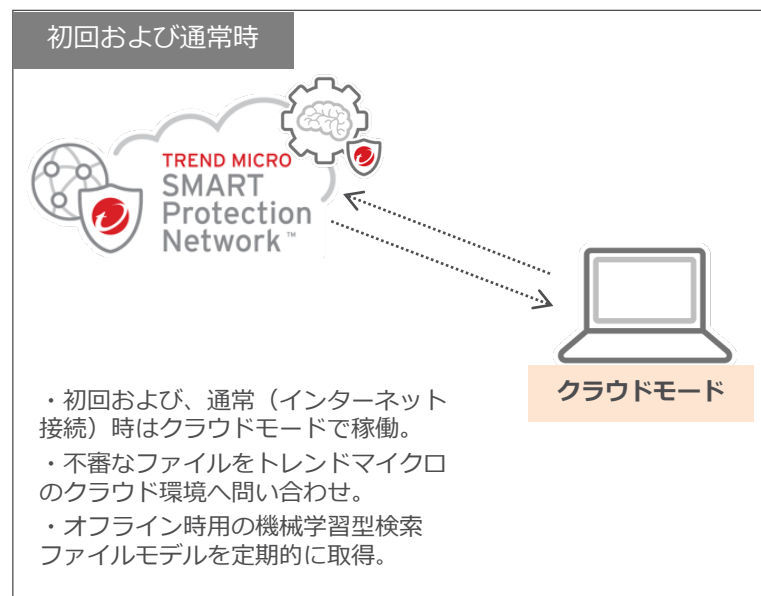 初回および通常時
TREND MICRO
SMART
Protection
Network™
クラウドモード
・初回および、通常（インターネット
接続）時はクラウドモードで稼働。
・不審なファイルをトレンドマイクロ
のクラウド環境へ問い合わせ。
・オフライン時用の機械学習型検索
ファイルモデルを定期的に取得。